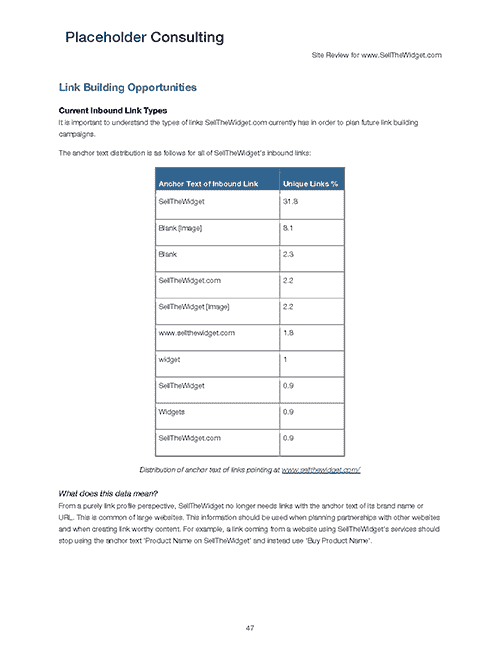 Placeholder Consulting
Site Review for www.SellTheWidget.com
Link Building Opportunities
Current Inbound Link Types
It is important to understand the types of links SellTheWidget.com currently has in order to plan future link building
campaigns.
The anchor text distribution is as follows for all of SellTheWidget's inbound links:
Anchor Text of Inbound Link Unique Links %
SellTheWidget 31.8
Blank [Image] 8.1
Blank 2.3
SellTheWidget.com 2.2
SellTheWidget [Image] 2.2
www.sellthewidget.com 1.8
widget 1
SellTheWidget 0.9
Widgets 0.9
SellTheWidget.com 0.9
Distribution of anchor text of links pointing at www.sellthewidget.com/
What does this data mean?
From a purely link profile perspective, SellTheWidget no longer needs links with the anchor text of its brand name or
URL. This is common of large websites. This information should be used when planning partnerships with other websites
and when creating link worthy content. For example, a link coming from a website using SellTheWidget's services should
stop using the anchor text 'Product Name on SellTheWidget' and instead use 'Buy Product Name'.
47